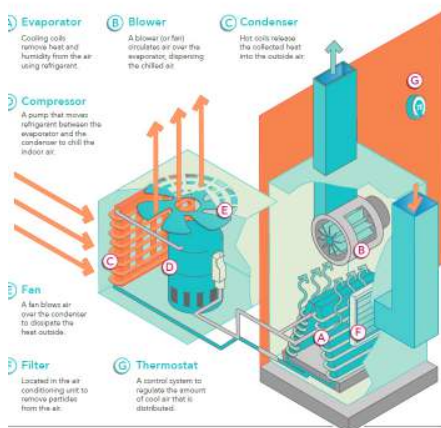 A Evaporator
Cooling coils
remove heat and
humidity from the air
using refrigerant.
B Blower
A blower (or fan)
circulates air over the
evaporator, dispersing
the chilled air.
C Condenser
Hot coils release
the collected heat
into the outside air.
D Compressor
A pump that moves
refrigerant between the
evaporator and the
condenser to chill the
indoor air.
G
E
B
C
D
A
F
E Fan
A fan blows air
over the condenser
to dissipate the
heat outside.
F Filter
Located in the air
conditioning unit to
remove particles
from the air.
G Thermostat
A control system to
regulate the amount
of cool air that is
distributed.